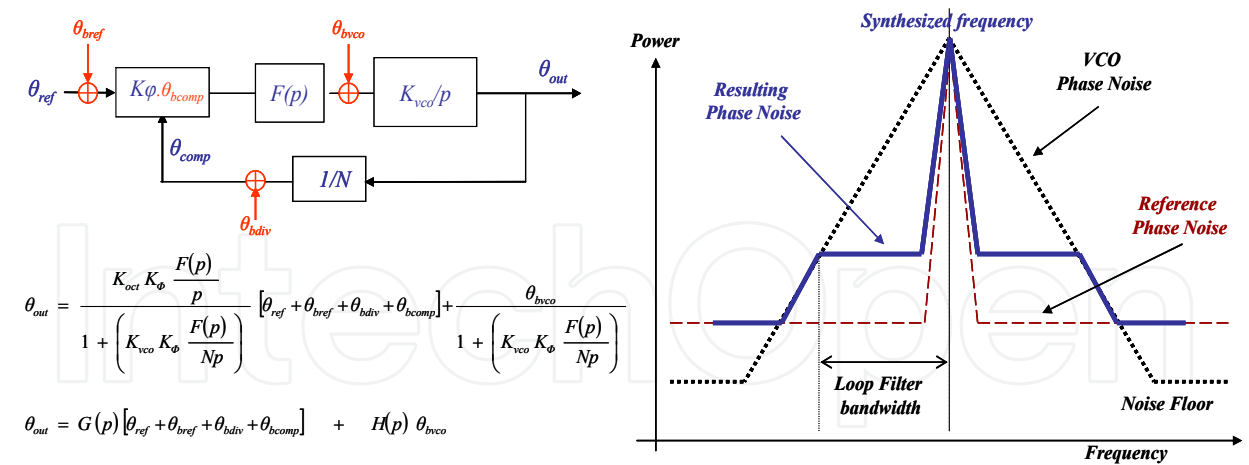 θbref
θbvco
θref
Kφ.θbcomp
F(p)
Kvco/p
θout
θcomp
1/N
θbdiv
θout = (Koct KΦ F(p)/p) / (1 + (Kvco KΦ F(p)/Np)) [θref + θbref + θbdiv + θbcomp] + θbvco / (1 + (Kvco KΦ F(p)/Np))
θout = G(p) [θref + θbref + θbdiv + θbcomp] + H(p) θbvco
Power
Synthesized frequency
VCO
Phase Noise
Resulting
Phase Noise
Reference
Phase Noise
Loop Filter
bandwidth
Noise Floor
Frequency
IntechOpen